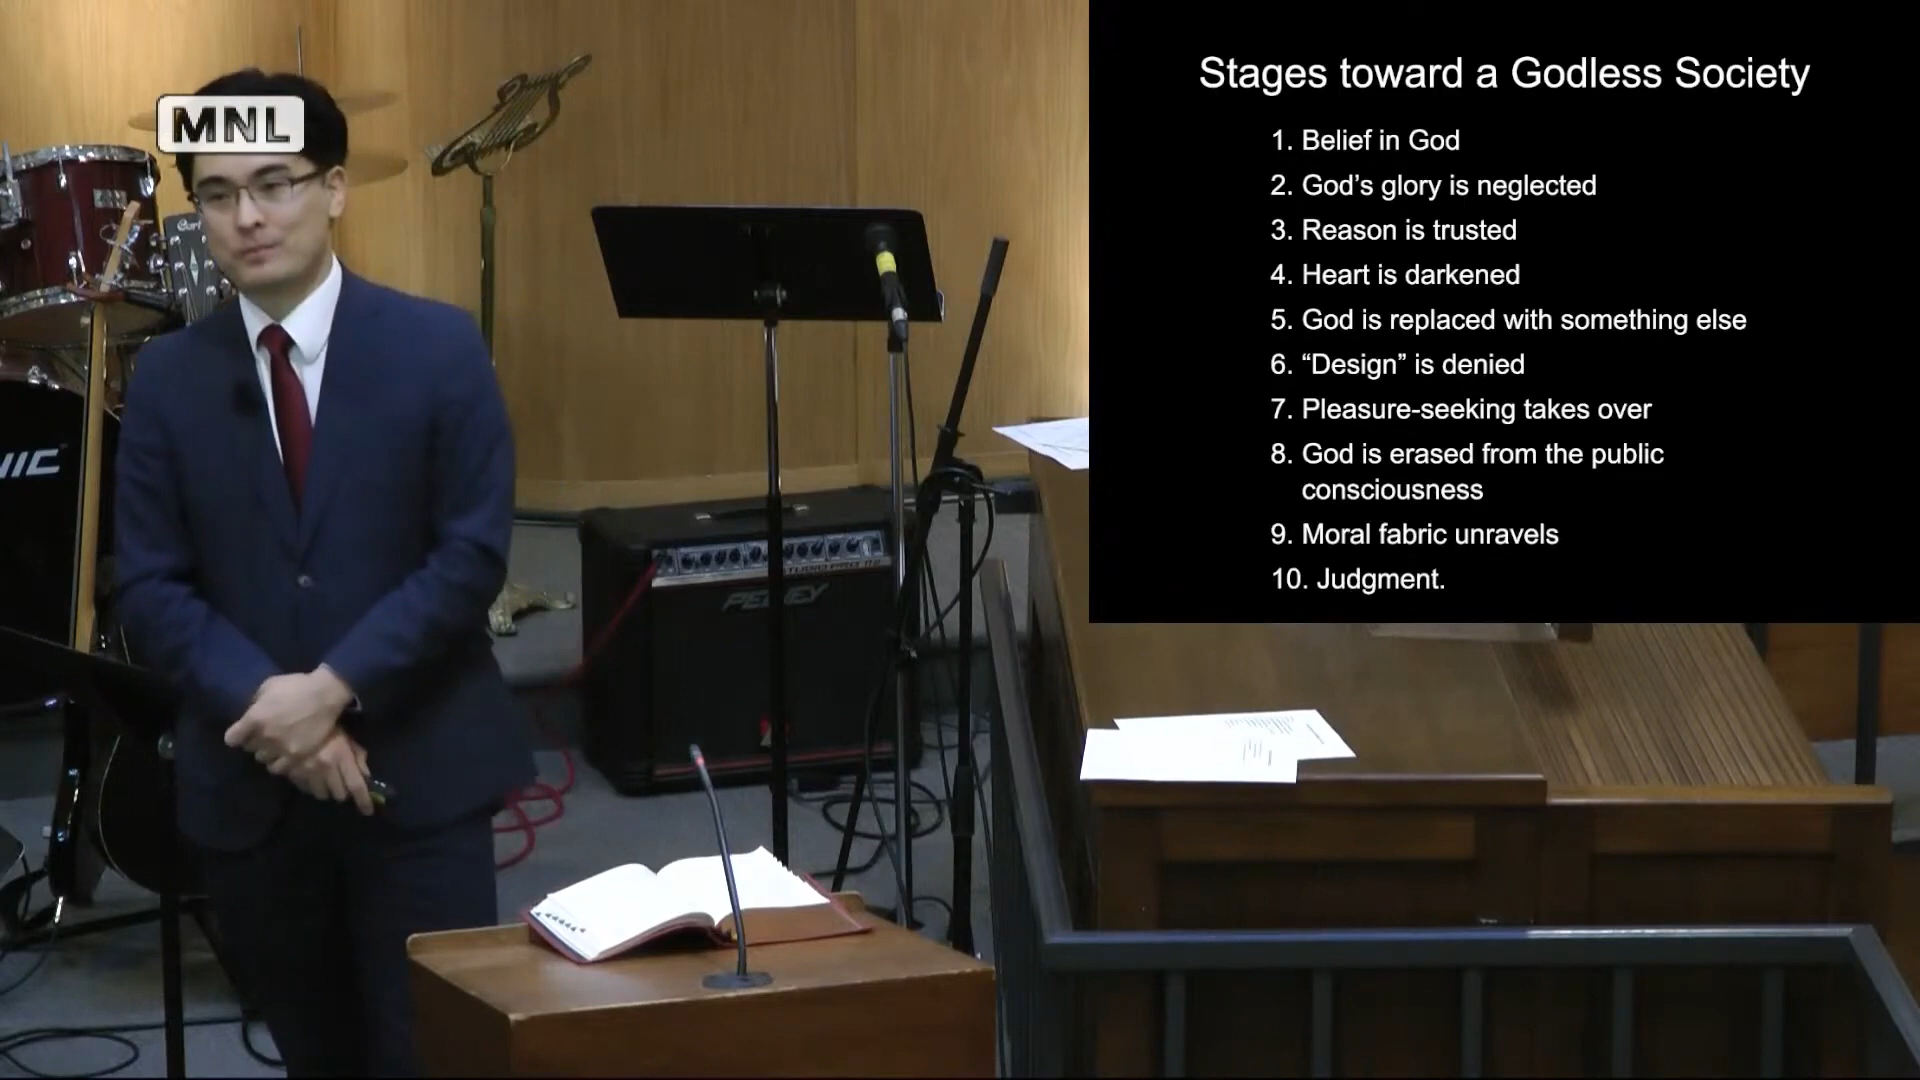 MNL
Stages toward a Godless Society
1. Belief in God
2. God’s glory is neglected
3. Reason is trusted
4. Heart is darkened
5. God is replaced with something else
6. “Design” is denied
7. Pleasure-seeking takes over
8. God is erased from the public
consciousness
9. Moral fabric unravels
10. Judgment.
PEAVEY